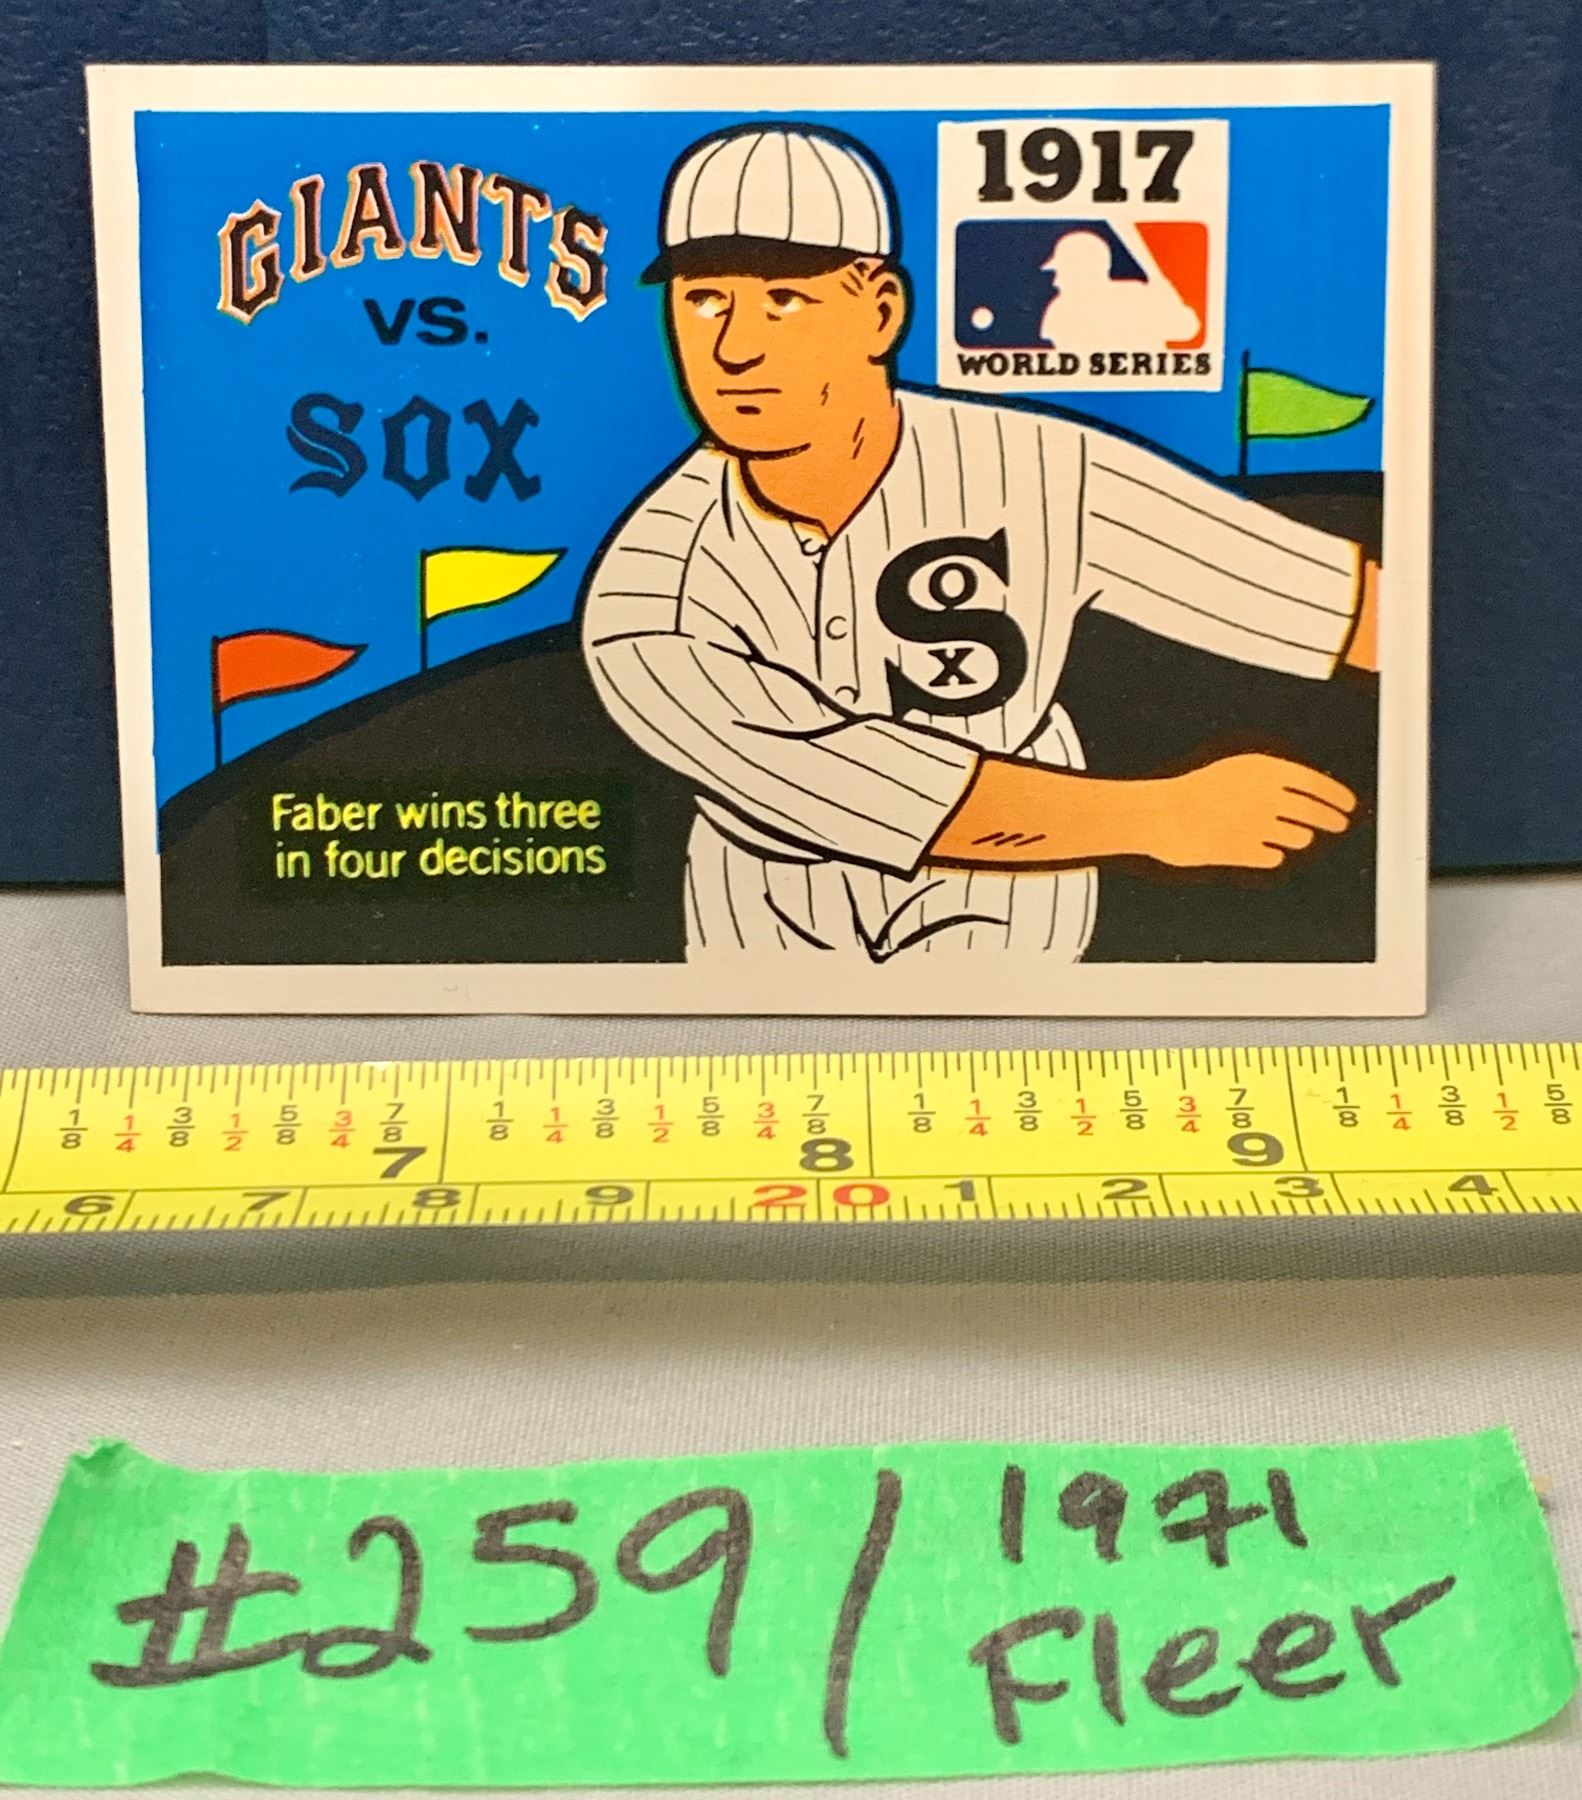 GIANTS
vs.
SOX
1917
WORLD SERIES
SOX
Faber wins three
in four decisions
1/8 1/4 3/8 1/2 5/8 3/4 7/8 7 1/8 1/4 3/8 1/2 5/8 3/4 7/8 8 1/8 1/4 3/8 1/2 5/8 3/4 7/8 9 1/8 1/4 3/8 1/2 5/8
6 7 8 9 20 1 2 3 4
#259 / 1971
Fleer